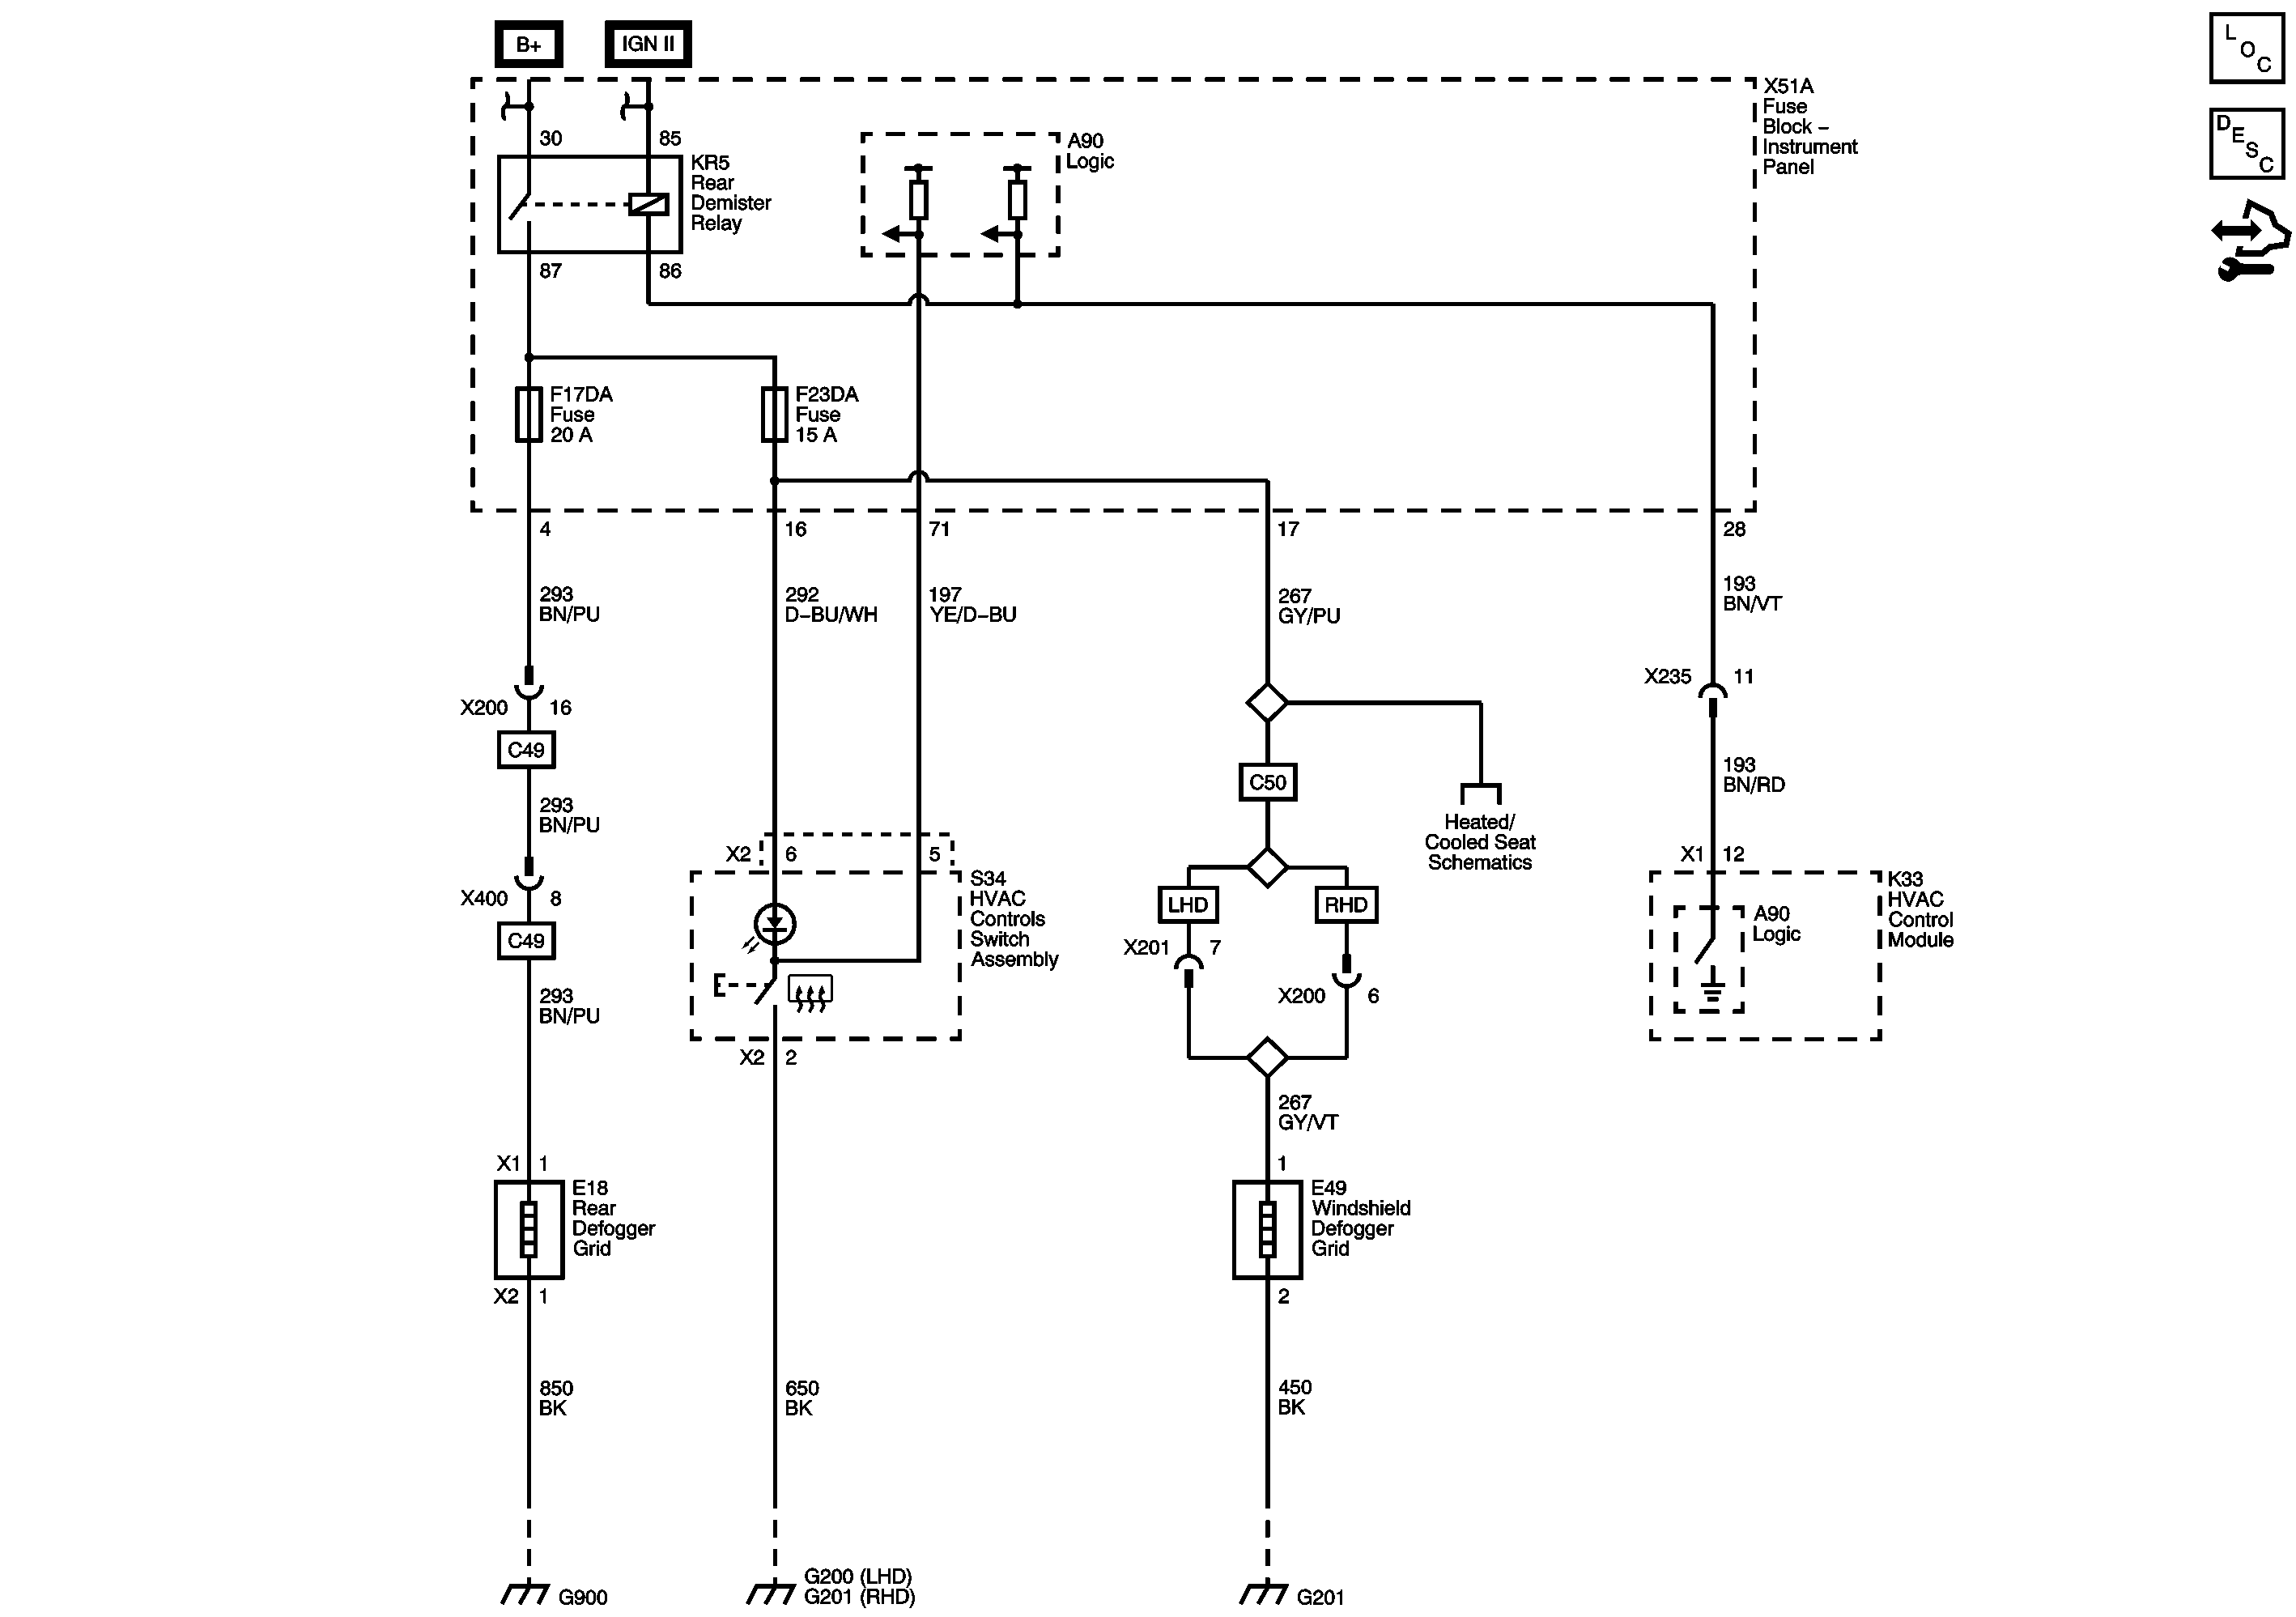 B+
IGN II
L
O
C
D
E
S
C
X51A
Fuse
Block –
Instrument
Panel
30
85
KR5
Rear
Demister
Relay
A90
Logic
87
86
F17DA
Fuse
20 A
F23DA
Fuse
15 A
4
16
71
17
28
293
BN/PU
292
D–BU/WH
197
YE/D–BU
267
GY/PU
193
BN/VT
X200
16
C49
X235
11
193
BN/RD
293
BN/PU
C50
Heated/
Cooled Seat
Schematics
X400
8
C49
X2
6
5
S34
HVAC
Controls
Switch
Assembly
LHD
RHD
X201
7
X200
6
X1
12
K33
HVAC
Control
Module
A90
Logic
293
BN/PU
X2
2
267
GY/VT
X1
1
E18
Rear
Defogger
Grid
X2
1
1
E49
Windshield
Defogger
Grid
2
850
BK
650
BK
450
BK
G900
G200 (LHD)
G201 (RHD)
G201